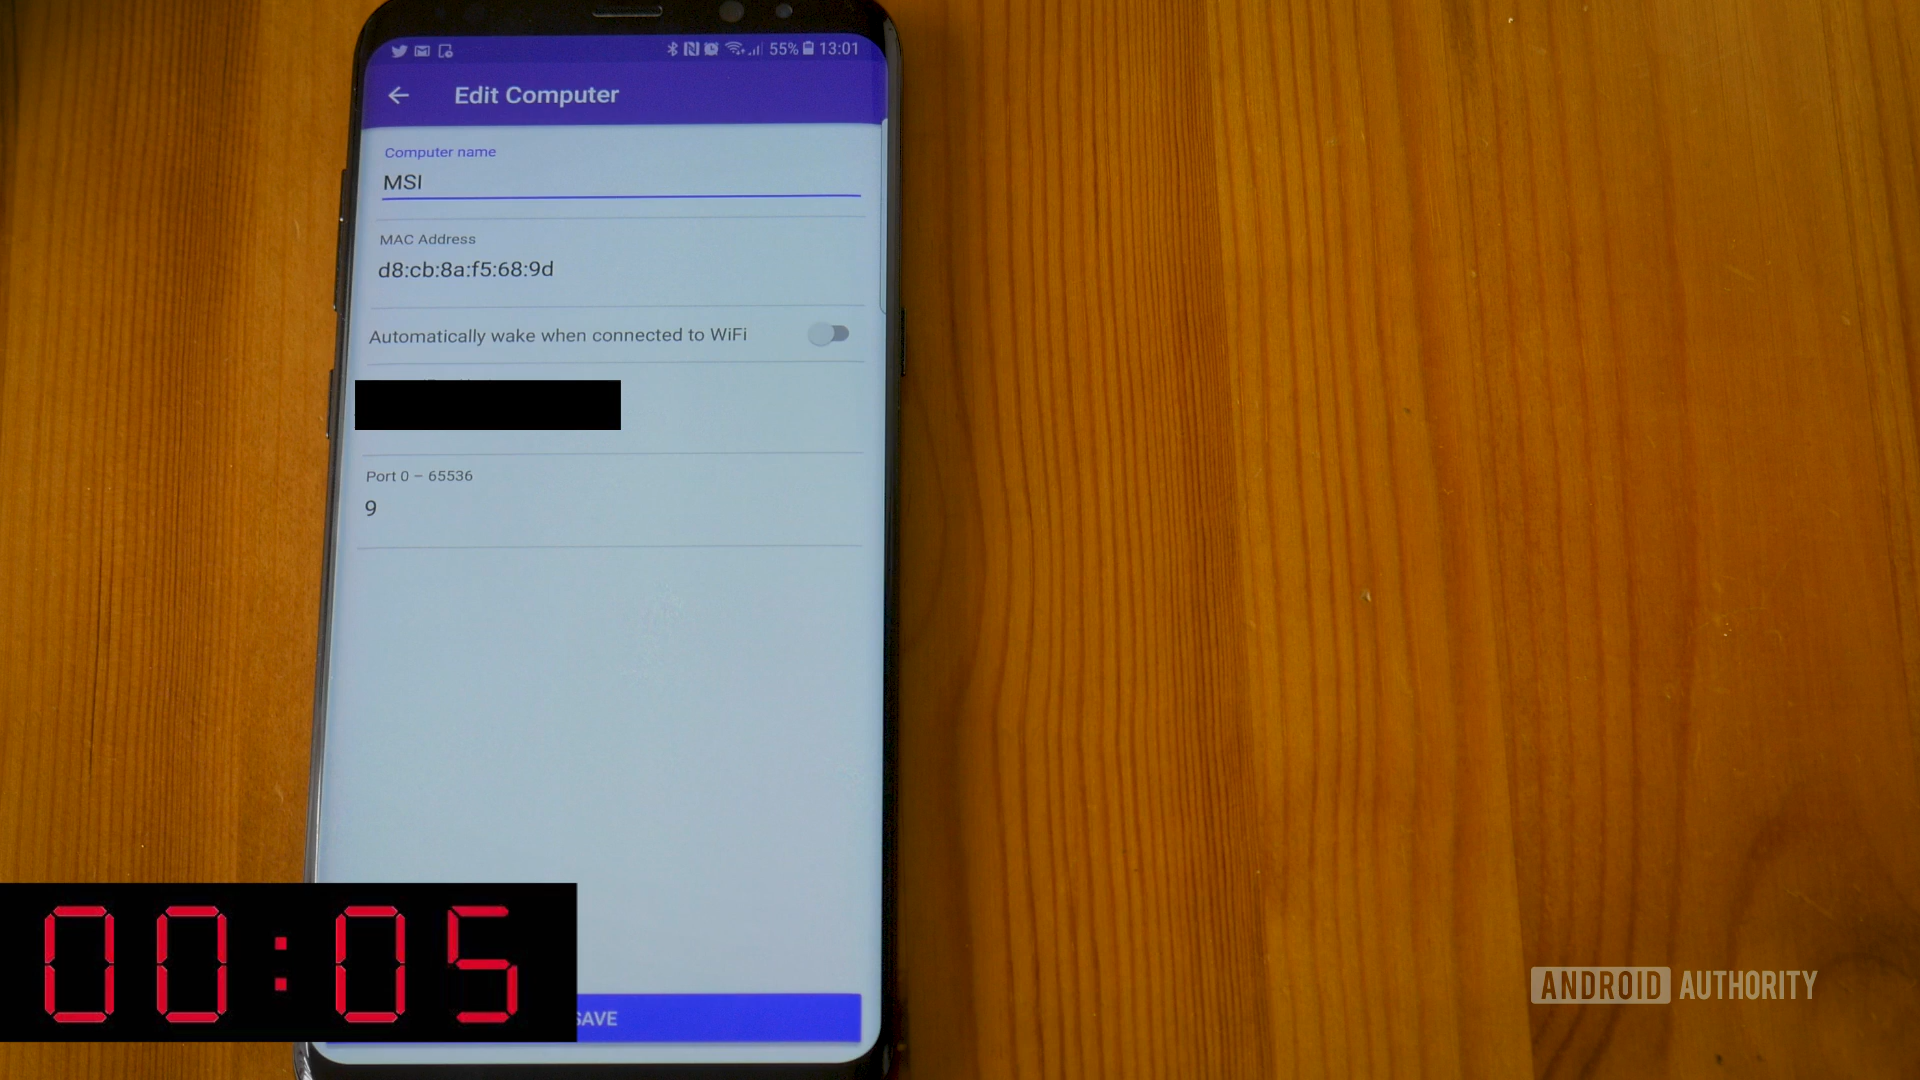 55% 13:01
Edit Computer
Computer name
MSI
MAC Address
d8:cb:8a:f5:68:9d
Automatically wake when connected to WiFi
Port 0 – 65536
9
SAVE
00:05
ANDROID AUTHORITY